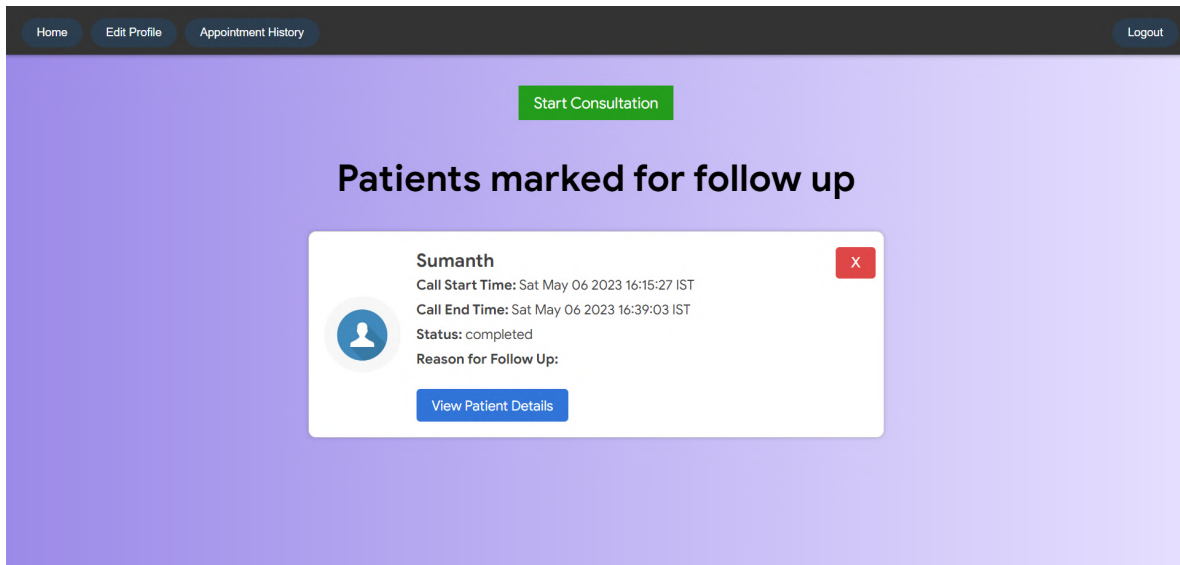 Home
Edit Profile
Appointment History
Logout
Start Consultation
Patients marked for follow up
Sumanth
X
Call Start Time: Sat May 06 2023 16:15:27 IST
Call End Time: Sat May 06 2023 16:39:03 IST
Status: completed
Reason for Follow Up:
View Patient Details